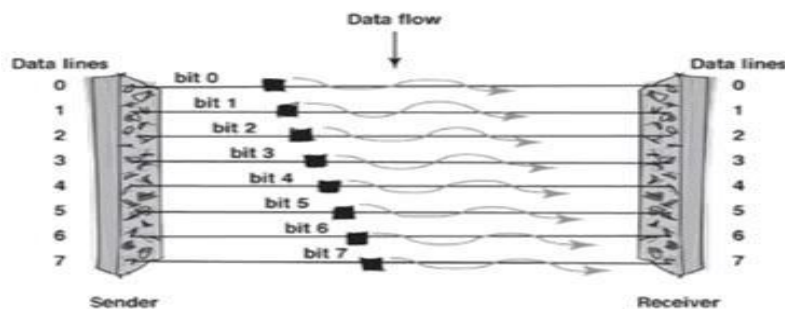 Data flow
Data lines Data lines
0 bit 0 0
1 bit 1 1
2 bit 2 2
3 bit 3 3
4 bit 4 4
5 bit 5 5
6 bit 6 6
7 bit 7 7
Sender Receiver